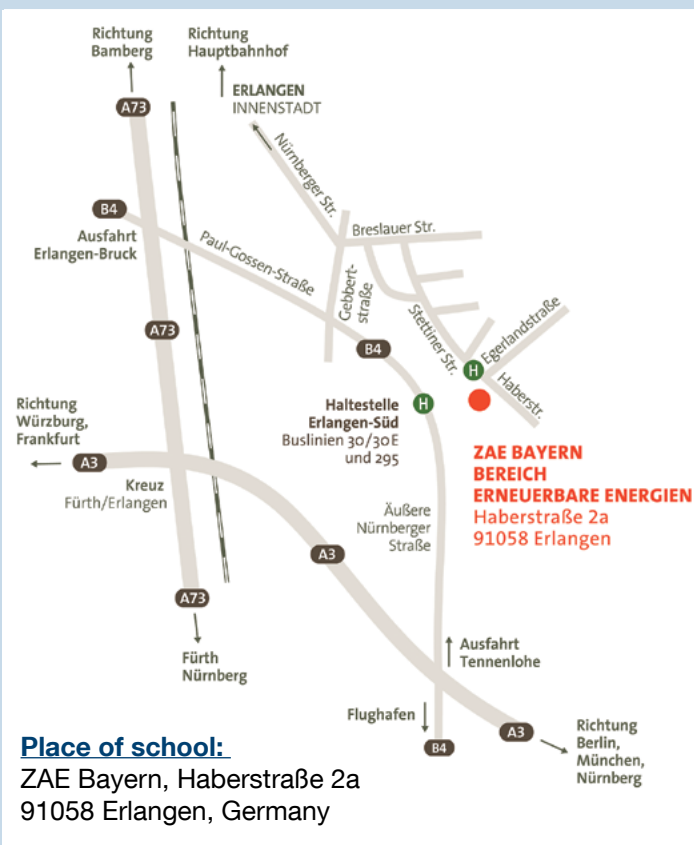 Richtung
Bamberg
Richtung
Hauptbahnhof
A73
ERLANGEN
INNENSTADT
Nürnberger Str.
B4
Ausfahrt
Erlangen-Bruck
Paul-Gossen-Straße
Breslauer Str.
Gebbert-
straße
Stettiner Str.
Egerlandstraße
Haberstr.
A73
B4
H
H
Haltestelle
Erlangen-Süd
Buslinien 30/30E
und 295
Richtung
Würzburg,
Frankfurt
A3
Kreuz
Fürth/Erlangen
ZAE BAYERN
BEREICH
ERNEUERBARE ENERGIEN
Haberstraße 2a
91058 Erlangen
Äußere
Nürnberger
Straße
A3
A73
Fürth
Nürnberg
Ausfahrt
Tennenlohe
Flughafen
B4
A3
Richtung
Berlin,
München,
Nürnberg
Place of school:
ZAE Bayern, Haberstraße 2a
91058 Erlangen, Germany